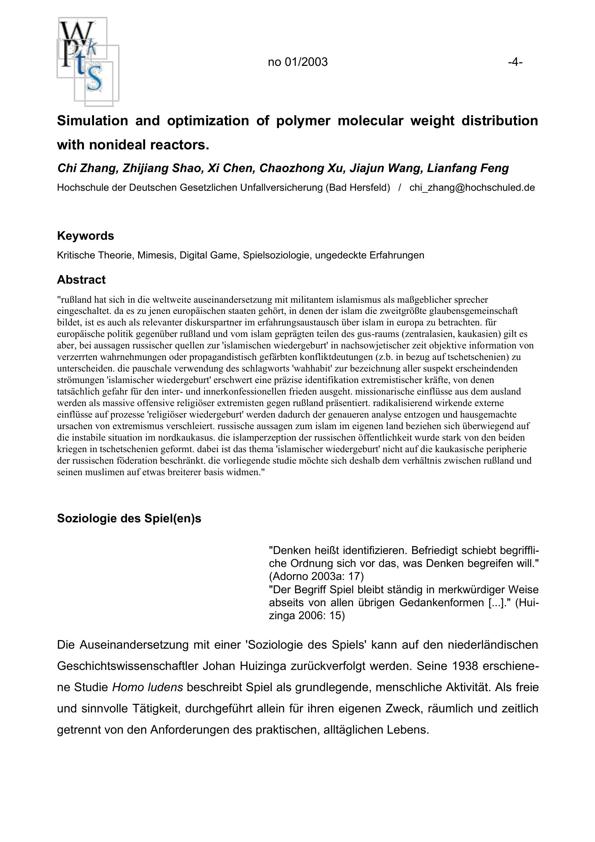 W
P k
t
S
no 01/2003 -4-
Simulation and optimization of polymer molecular weight distribution
with nonideal reactors.
Chi Zhang, Zhijiang Shao, Xi Chen, Chaozhong Xu, Jiajun Wang, Lianfang Feng
Hochschule der Deutschen Gesetzlichen Unfallversicherung (Bad Hersfeld) / chi_zhang@hochschuled.de
Keywords
Kritische Theorie, Mimesis, Digital Game, Spielsoziologie, ungedeckte Erfahrungen
Abstract
"rußland hat sich in die weltweite auseinandersetzung mit militantem islamismus als maßgeblicher sprecher
eingeschaltet. da es zu jenen europäischen staaten gehört, in denen der islam die zweitgrößte glaubensgemeinschaft
bildet, ist es auch als relevanter diskurspartner im erfahrungsaustausch über islam in europa zu betrachten. für
europäische politik gegenüber rußland und vom islam geprägten teilen des gus-raums (zentralasien, kaukasien) gilt es
aber, bei aussagen russischer quellen zur 'islamischen wiedergeburt' in nachsowjetischer zeit objektive information von
verzerrten wahrnehmungen oder propagandistisch gefärbten konfliktdeutungen (z.b. in bezug auf tschetschenien) zu
unterscheiden. die pauschale verwendung des schlagworts 'wahhabit' zur bezeichnung aller suspekt erscheindenden
strömungen 'islamischer wiedergeburt' erschwert eine präzise identifikation extremistischer kräfte, von denen
tatsächlich gefahr für den inter- und innerkonfessionellen frieden ausgeht. missionarische einflüsse aus dem ausland
werden als massive offensive religiöser extremisten gegen rußland präsentiert. radikalisierend wirkende externe
einflüsse auf prozesse 'religiöser wiedergeburt' werden dadurch der genaueren analyse entzogen und hausgemachte
ursachen von extremismus verschleiert. russische aussagen zum islam im eigenen land beziehen sich überwiegend auf
die instabile situation im nordkaukasus. die islamperzeption der russischen öffentlichkeit wurde stark von den beiden
kriegen in tschetschenien geformt. dabei ist das thema 'islamischer wiedergeburt' nicht auf die kaukasische peripherie
der russischen föderation beschränkt. die vorliegende studie möchte sich deshalb dem verhältnis zwischen rußland und
seinen muslimen auf etwas breiterer basis widmen."
Soziologie des Spiel(en)s
"Denken heißt identifizieren. Befriedigt schiebt begriffli-
che Ordnung sich vor das, was Denken begreifen will."
(Adorno 2003a: 17)
"Der Begriff Spiel bleibt ständig in merkwürdiger Weise
abseits von allen übrigen Gedankenformen [...]." (Hui-
zinga 2006: 15)
Die Auseinandersetzung mit einer 'Soziologie des Spiels' kann auf den niederländischen
Geschichtswissenschaftler Johan Huizinga zurückverfolgt werden. Seine 1938 erschiene-
ne Studie Homo ludens beschreibt Spiel als grundlegende, menschliche Aktivität. Als freie
und sinnvolle Tätigkeit, durchgeführt allein für ihren eigenen Zweck, räumlich und zeitlich
getrennt von den Anforderungen des praktischen, alltäglichen Lebens.